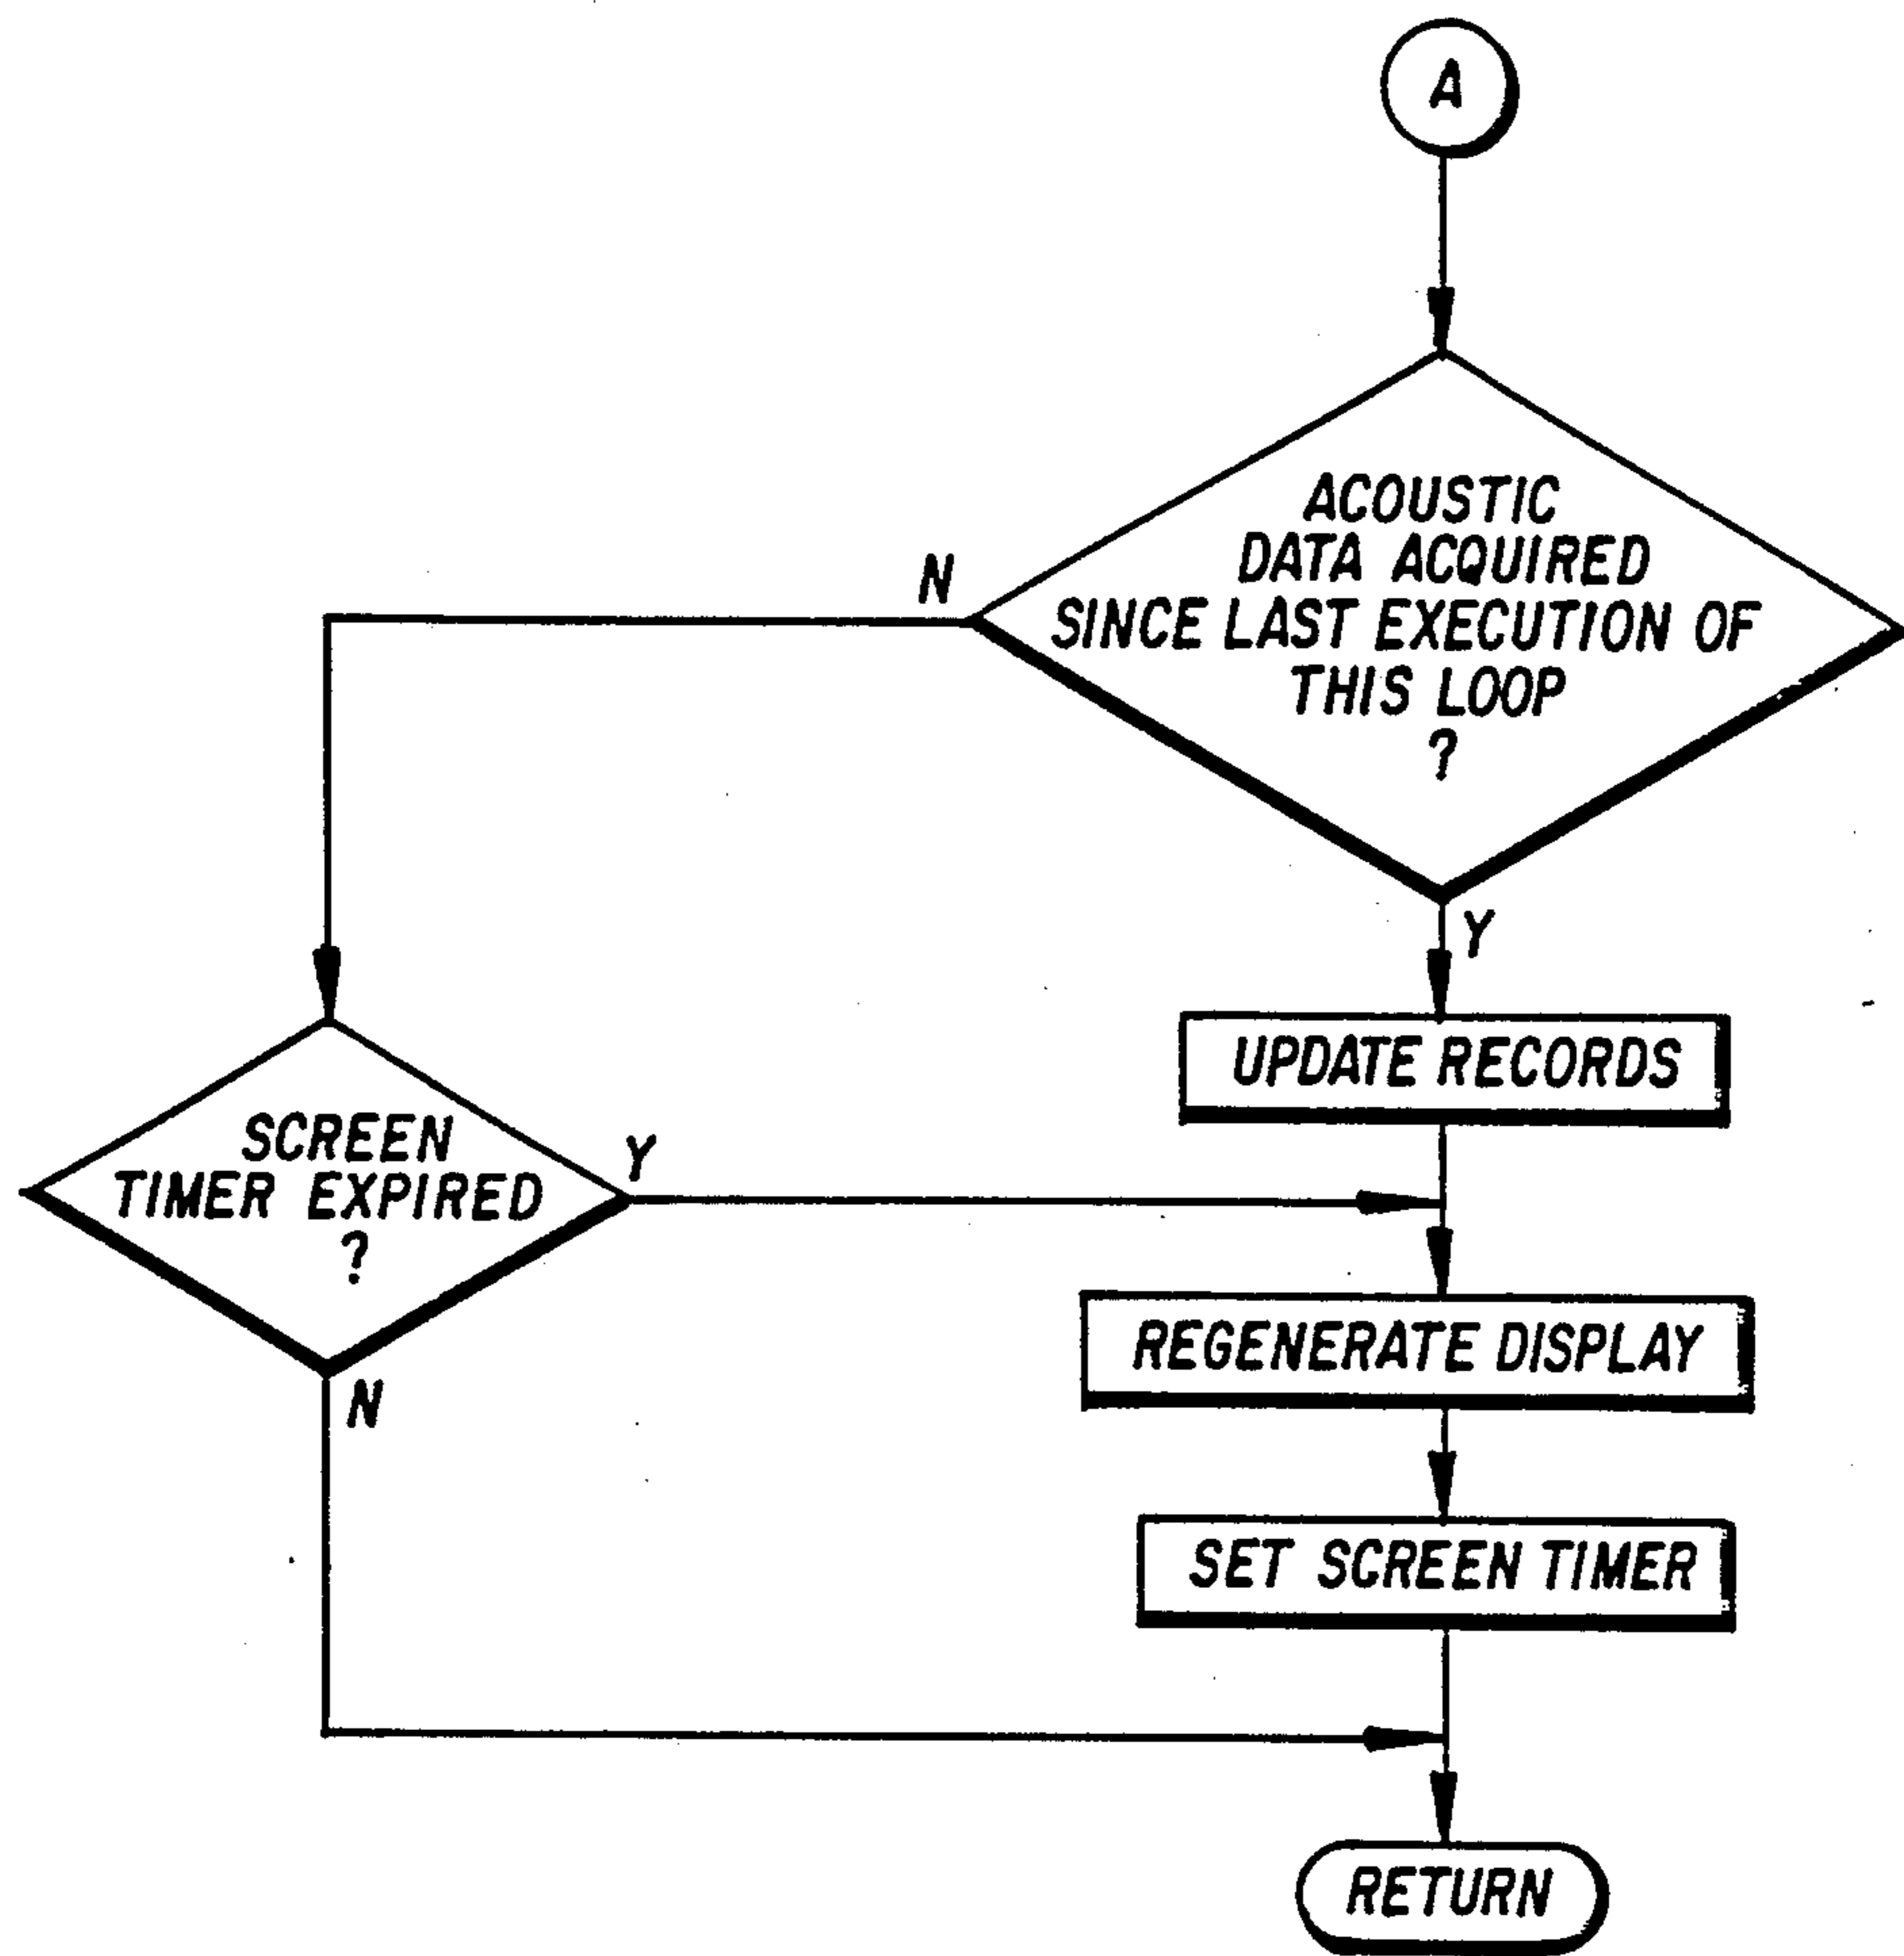 A
ACOUSTIC
DATA ACQUIRED
SINCE LAST EXECUTION OF
THIS LOOP
?
N
Y
UPDATE RECORDS
SCREEN
TIMER EXPIRED
?
Y
N
REGENERATE DISPLAY
SET SCREEN TIMER
RETURN